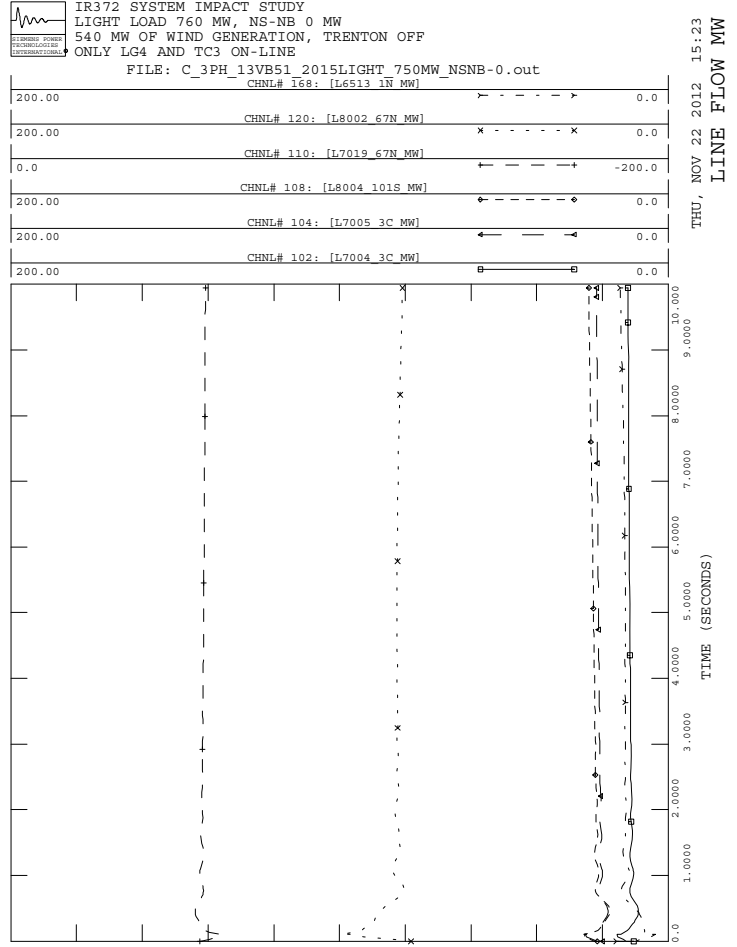 SIEMENS POWER
TECHNOLOGIES
INTERNATIONAL
IR372 SYSTEM IMPACT STUDY
LIGHT LOAD 760 MW, NS-NB 0 MW
540 MW OF WIND GENERATION, TRENTON OFF
ONLY LG4 AND TC3 ON-LINE
FILE: C_3PH_13VB51_2015LIGHT_750MW_NSNB-0.out
CHNL# 168: [L6513_1N_MW]
200.00 0.0
CHNL# 120: [L8002_67N_MW]
200.00 0.0
CHNL# 110: [L7019_67N_MW]
0.0 -200.0
CHNL# 108: [L8004_101S_MW]
200.00 0.0
CHNL# 104: [L7005_3C_MW]
200.00 0.0
CHNL# 102: [L7004_3C_MW]
200.00 0.0
THU, NOV 22 2012 15:23
LINE FLOW MW
0.0
1.0000
2.0000
3.0000
4.0000
5.0000
6.0000
7.0000
8.0000
9.0000
10.000
TIME (SECONDS)